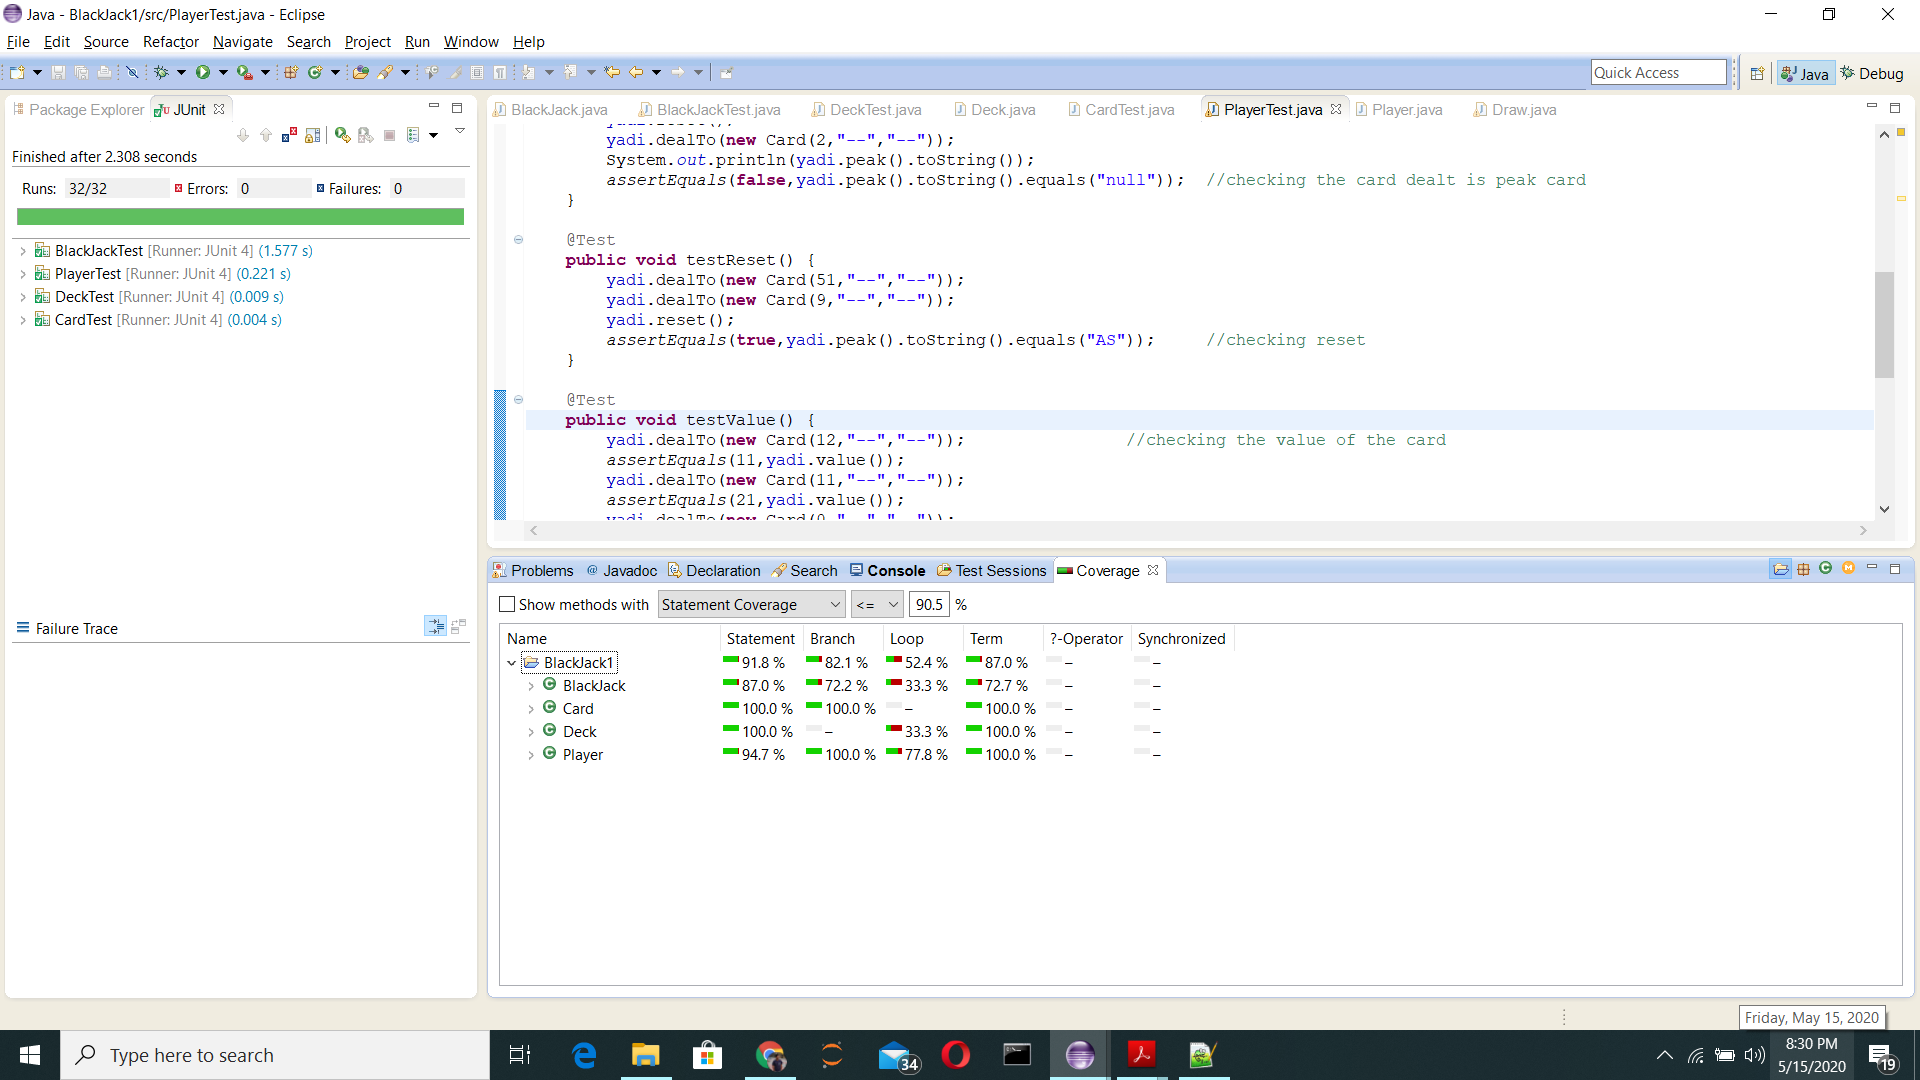 Java - BlackJack1/src/PlayerTest.java - Eclipse
File Edit Source Refactor Navigate Search Project Run Window Help
Quick Access
Java Debug
Package Explorer JUnit
Finished after 2.308 seconds
Runs: 32/32 Errors: 0 Failures: 0
BlackJackTest [Runner: JUnit 4] (1.577 s)
PlayerTest [Runner: JUnit 4] (0.221 s)
DeckTest [Runner: JUnit 4] (0.009 s)
CardTest [Runner: JUnit 4] (0.004 s)
Failure Trace
BlackJack.java BlackJackTest.java DeckTest.java Deck.java CardTest.java PlayerTest.java Player.java Draw.java
yadi.dealTo(new Card(2,"--","--"));
System.out.println(yadi.peak().toString());
assertEquals(false,yadi.peak().toString().equals("null")); //checking the card dealt is peak card
}
@Test
public void testReset() {
yadi.dealTo(new Card(51,"--","--"));
yadi.dealTo(new Card(9,"--","--"));
yadi.reset();
assertEquals(true,yadi.peak().toString().equals("AS")); //checking reset
}
@Test
public void testValue() {
yadi.dealTo(new Card(12,"--","--")); //checking the value of the card
assertEquals(11,yadi.value());
yadi.dealTo(new Card(11,"--","--"));
assertEquals(21,yadi.value());
Problems @ Javadoc Declaration Search Console Test Sessions Coverage
Show methods with Statement Coverage <= 90.5 %
Name Statement Branch Loop Term ?-Operator Synchronized
BlackJack1 91.8 % 82.1 % 52.4 % 87.0 % – –
BlackJack 87.0 % 72.2 % 33.3 % 72.7 % – –
Card 100.0 % 100.0 % – 100.0 % – –
Deck 100.0 % – 33.3 % 100.0 % – –
Player 94.7 % 100.0 % 77.8 % 100.0 % – –
Friday, May 15, 2020
Type here to search
34
8:30 PM
5/15/2020
19